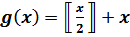 g(x) = ⟦x/2⟧ + x